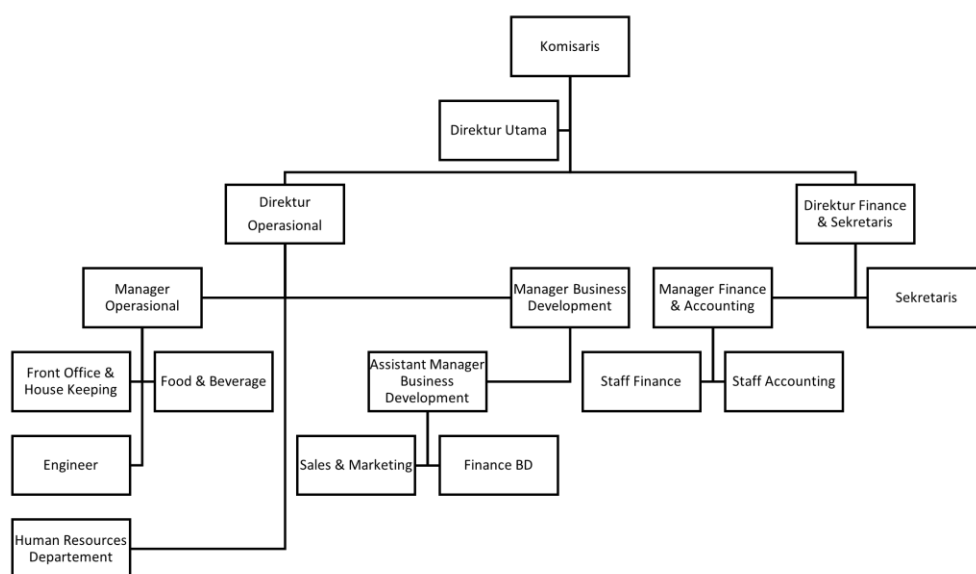 Komisaris
Direktur Utama
Direktur
Operasional
Direktur Finance
& Sekretaris
Manager
Operasional
Manager Business
Development
Manager Finance
& Accounting
Sekretaris
Front Office &
House Keeping
Food & Beverage
Assistant Manager
Business
Development
Staff Finance
Staff Accounting
Engineer
Sales & Marketing
Finance BD
Human Resources
Departement